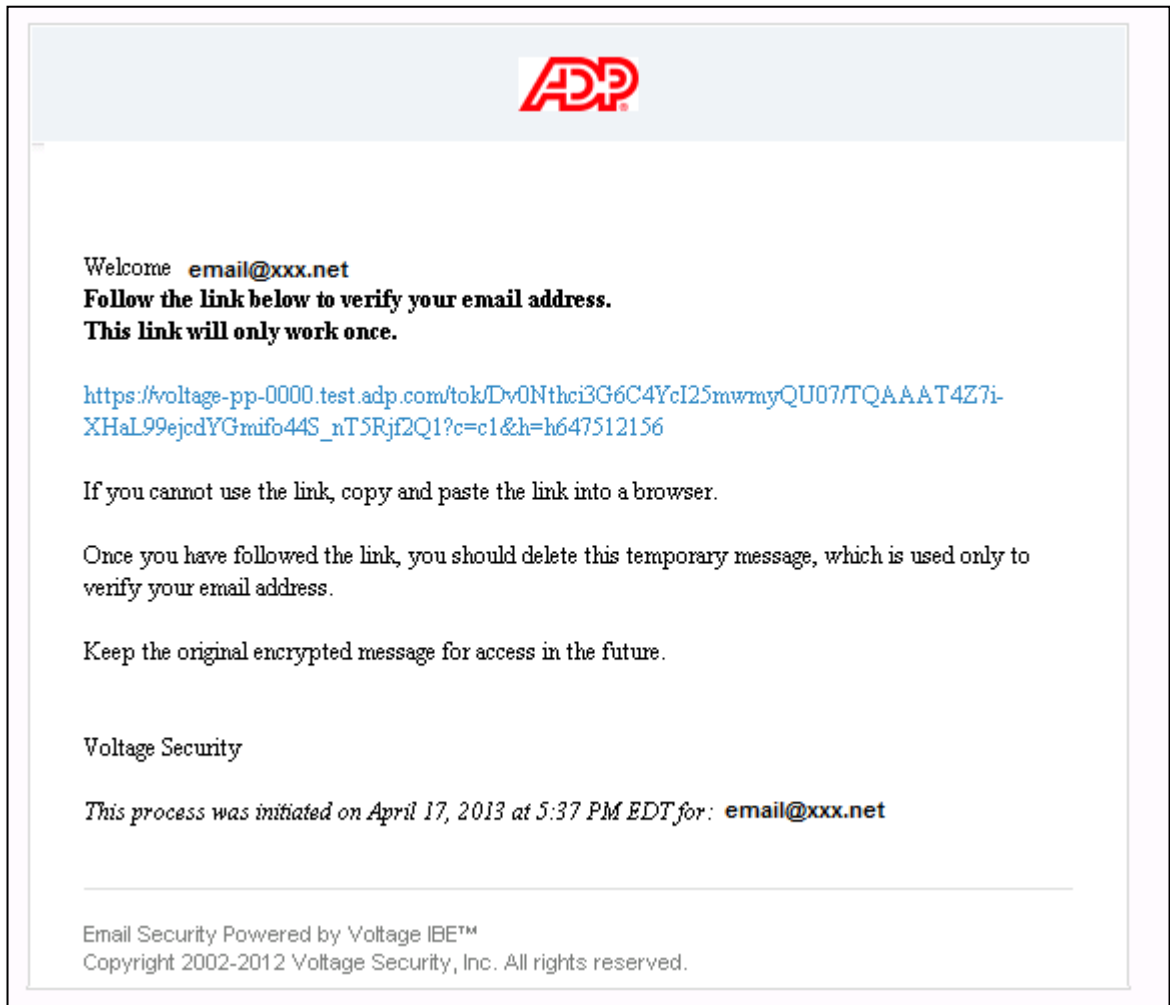 ADP®
Welcome email@xxx.net
Follow the link below to verify your email address.
This link will only work once.
https://voltage-pp-0000.test.adp.com/tok/Dv0Nthci3G6C4YcI25mwmyQU07/TQAAAT4Z7i-
XHaL99ejcdYGmifo44S_nT5Rjf2Q1?c=c1&h=h647512156
If you cannot use the link, copy and paste the link into a browser.
Once you have followed the link, you should delete this temporary message, which is used only to
verify your email address.
Keep the original encrypted message for access in the future.
Voltage Security
This process was initiated on April 17, 2013 at 5:37 PM EDT for: email@xxx.net
Email Security Powered by Voltage IBE™
Copyright 2002-2012 Voltage Security, Inc. All rights reserved.